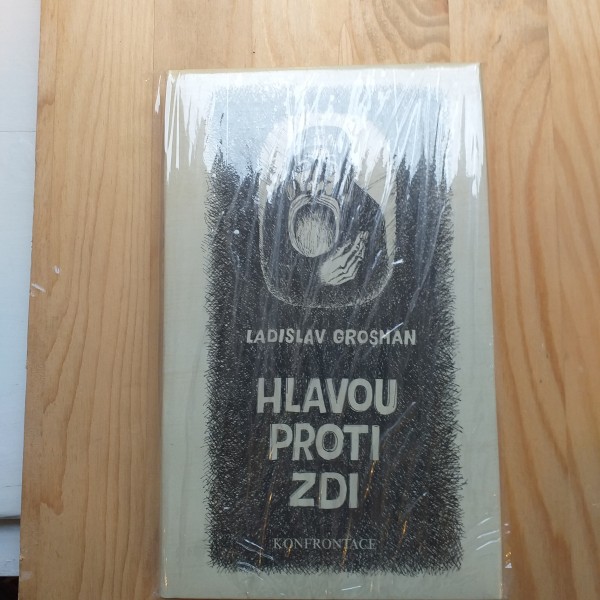 LADISLAV GROSMAN
HLAVOU
PROTI
ZDI
KONFRONTACE